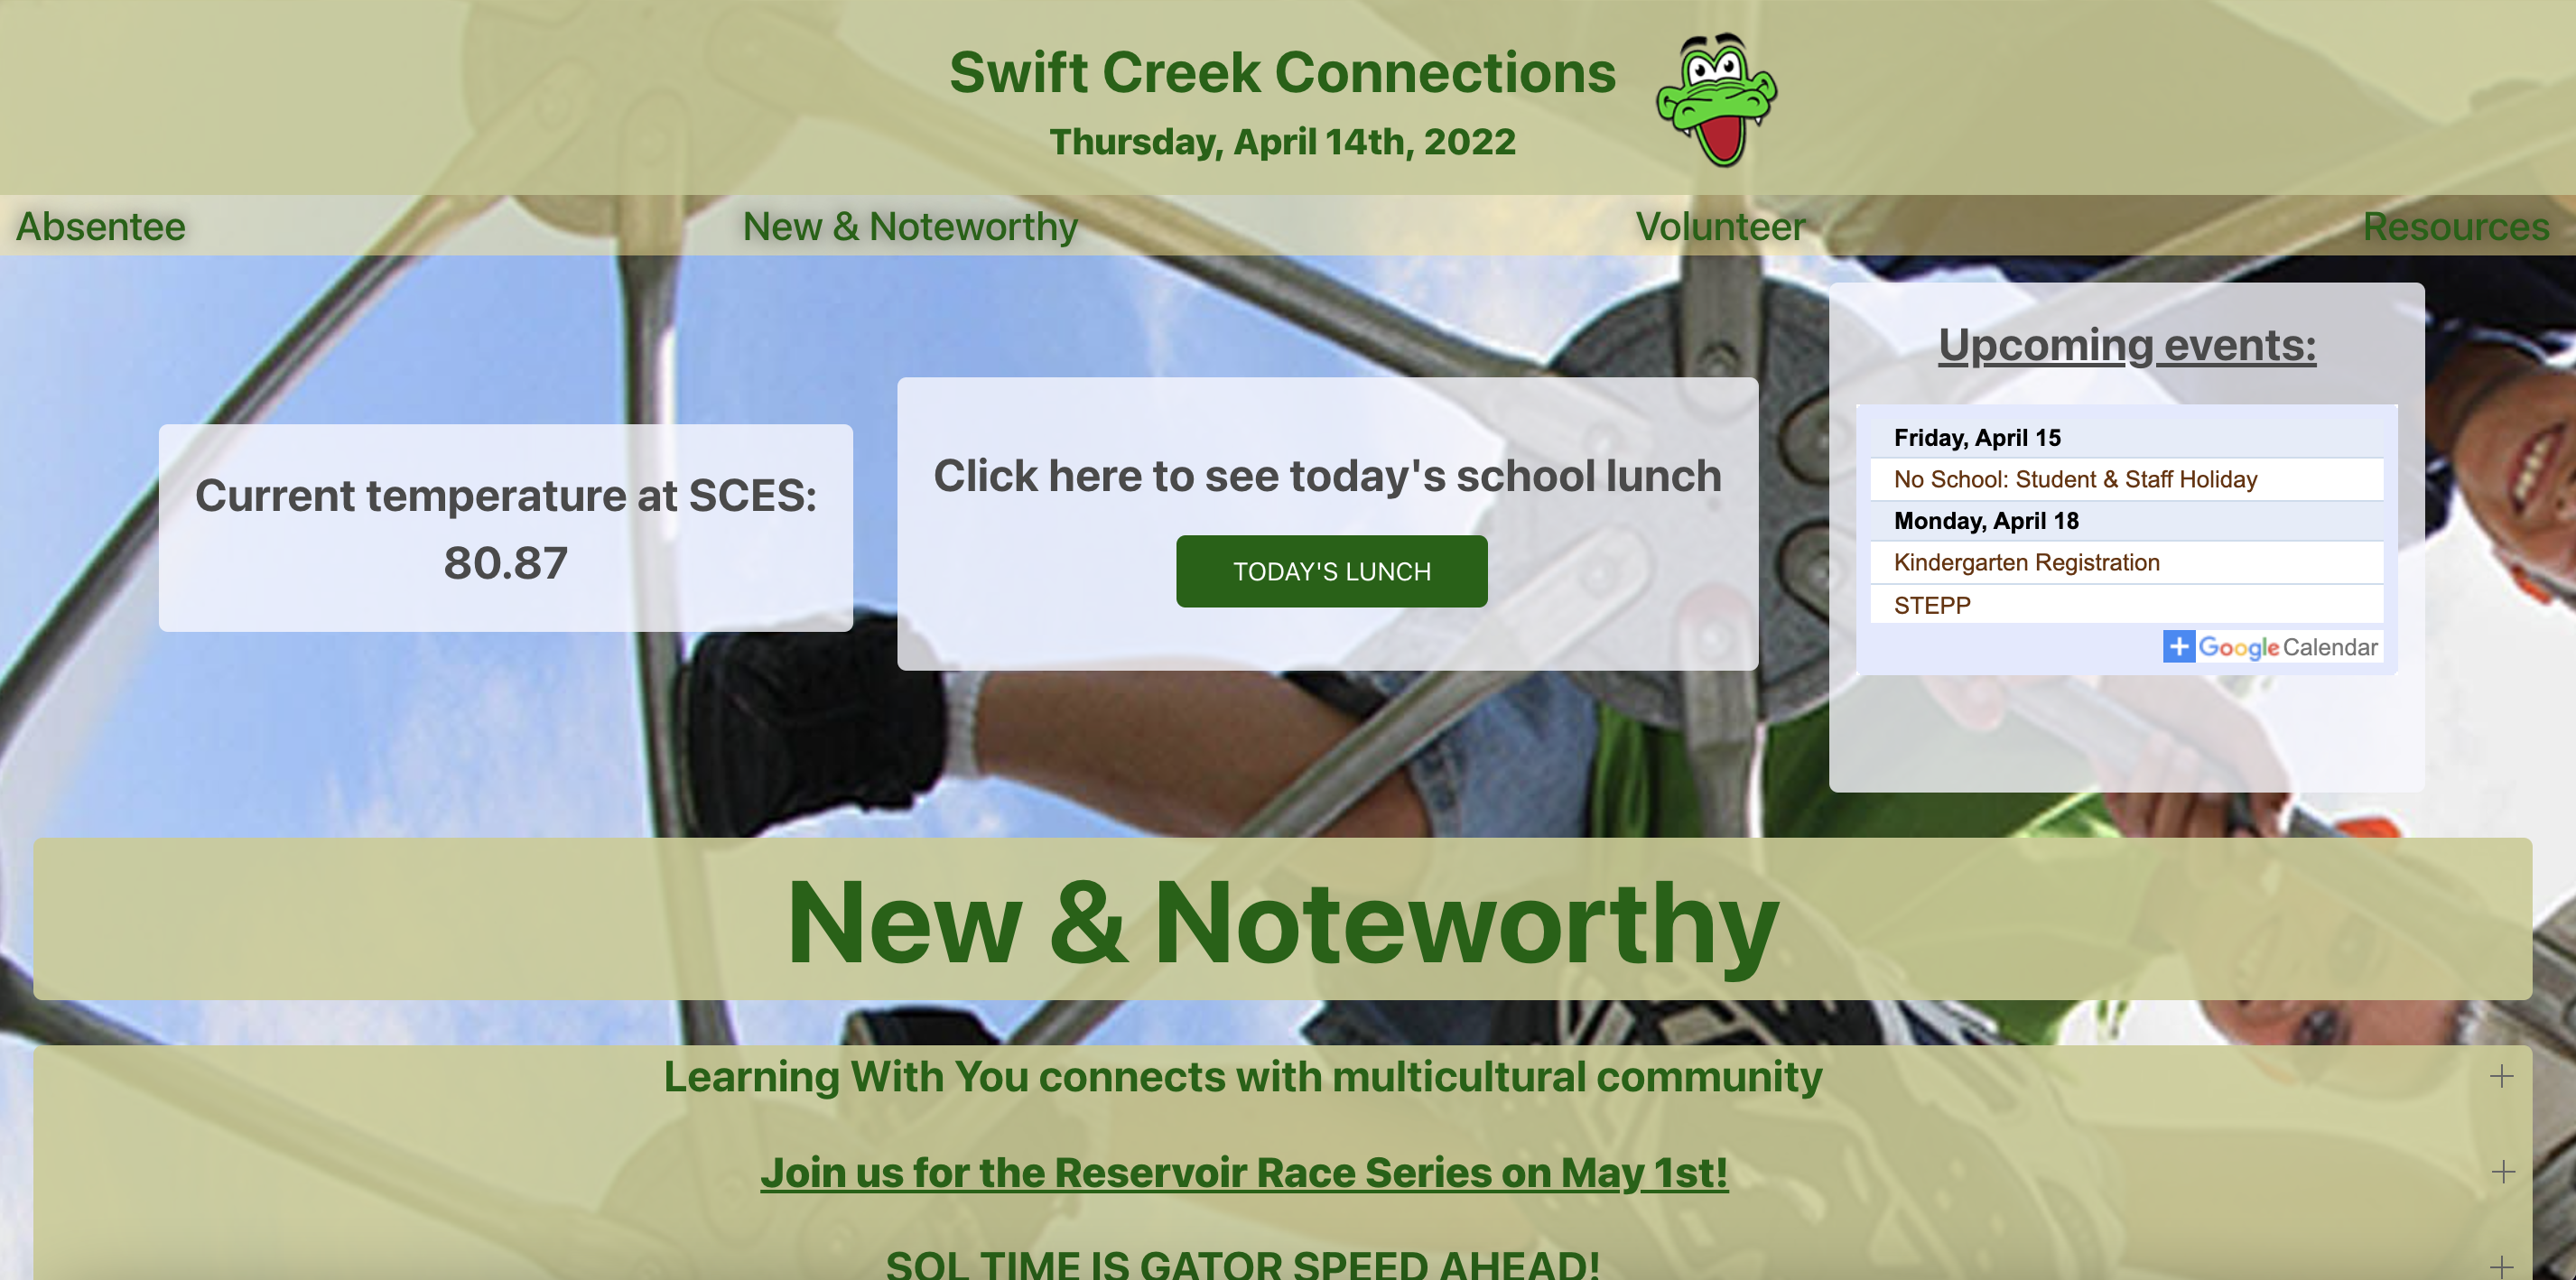 Swift Creek Connections
Thursday, April 14th, 2022
Absentee
New & Noteworthy
Volunteer
Resources
Current temperature at SCES:
80.87
Click here to see today's school lunch
TODAY'S LUNCH
Upcoming events:
Friday, April 15
No School: Student & Staff Holiday
Monday, April 18
Kindergarten Registration
STEPP
Google Calendar
New & Noteworthy
Learning With You connects with multicultural community
Join us for the Reservoir Race Series on May 1st!
SOL TIME IS GATOR SPEED AHEAD!